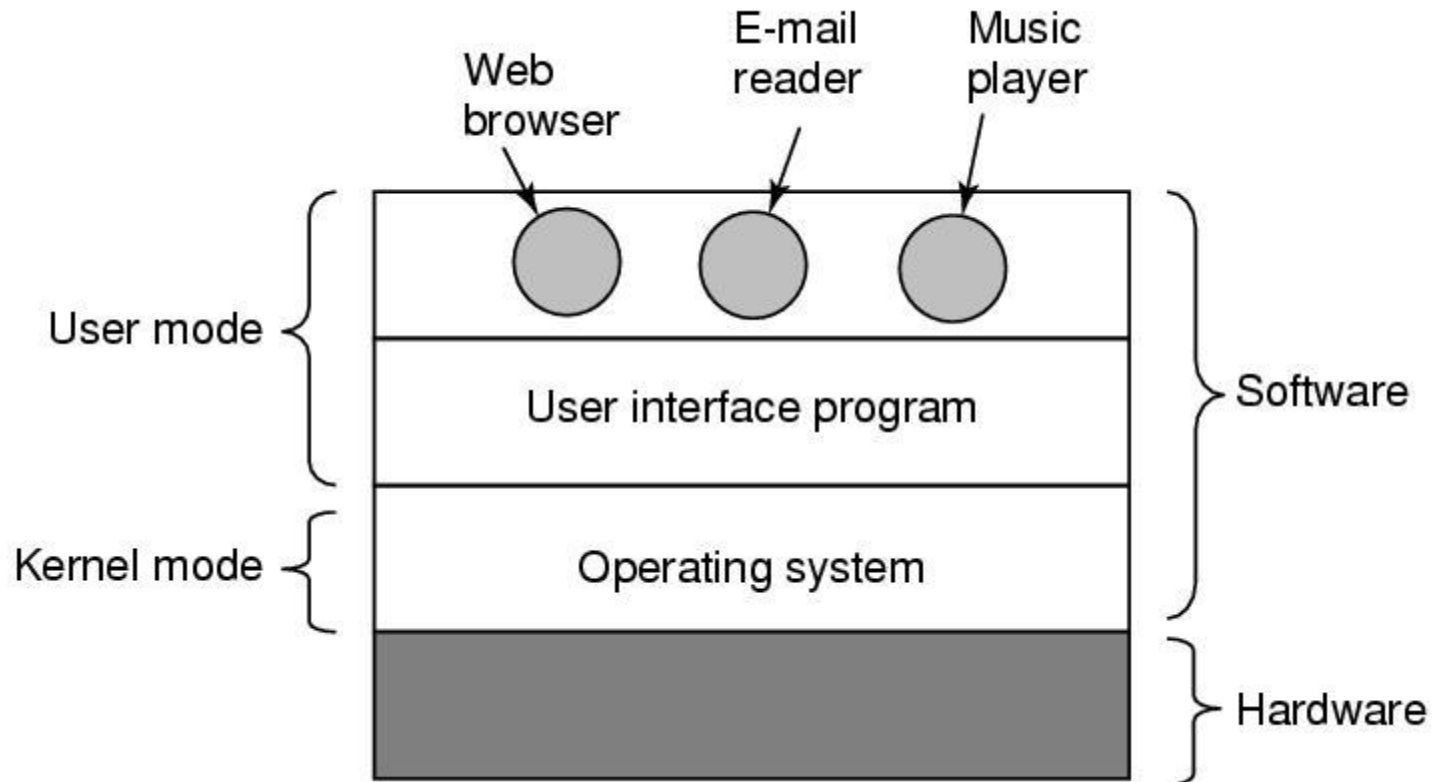 Web
browser
E-mail
reader
Music
player
User mode
User interface program
Software
Kernel mode
Operating system
Hardware